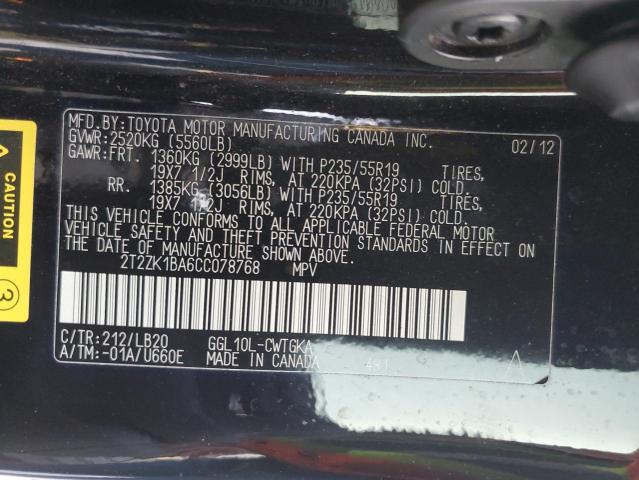 MFD.BY:TOYOTA MOTOR MANUFACTURING CANADA INC. 02/12
GVWR:2520KG (5560LB)
GAWR:FRT. 1360KG (2999LB) WITH P235/55R19 TIRES,
19X7 1/2J RIMS, AT 220KPA (32PSI) COLD.
RR. 1385KG (3056LB) WITH P235/55R19 TIRES,
19X7 1/2J RIMS, AT 220KPA (32PSI) COLD.
THIS VEHICLE CONFORMS TO ALL APPLICABLE FEDERAL MOTOR
VEHICLE SAFETY AND THEFT PREVENTION STANDARDS IN EFFECT ON
THE DATE OF MANUFACTURE SHOWN ABOVE.
2T2ZK1BA6CC078768 MPV
C/TR:212/LB20 GGL10L-CWTGKA
A/TM:-01A/U660E MADE IN CANADA
A
3